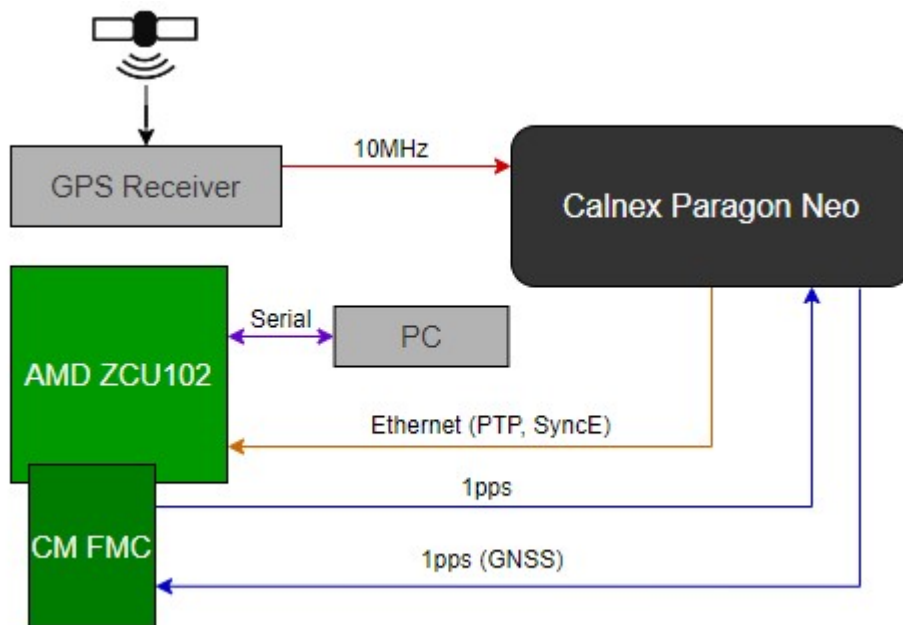 10MHz
GPS Receiver
Calnex Paragon Neo
Serial
PC
AMD ZCU102
Ethernet (PTP, SyncE)
1pps
CM FMC
1pps (GNSS)